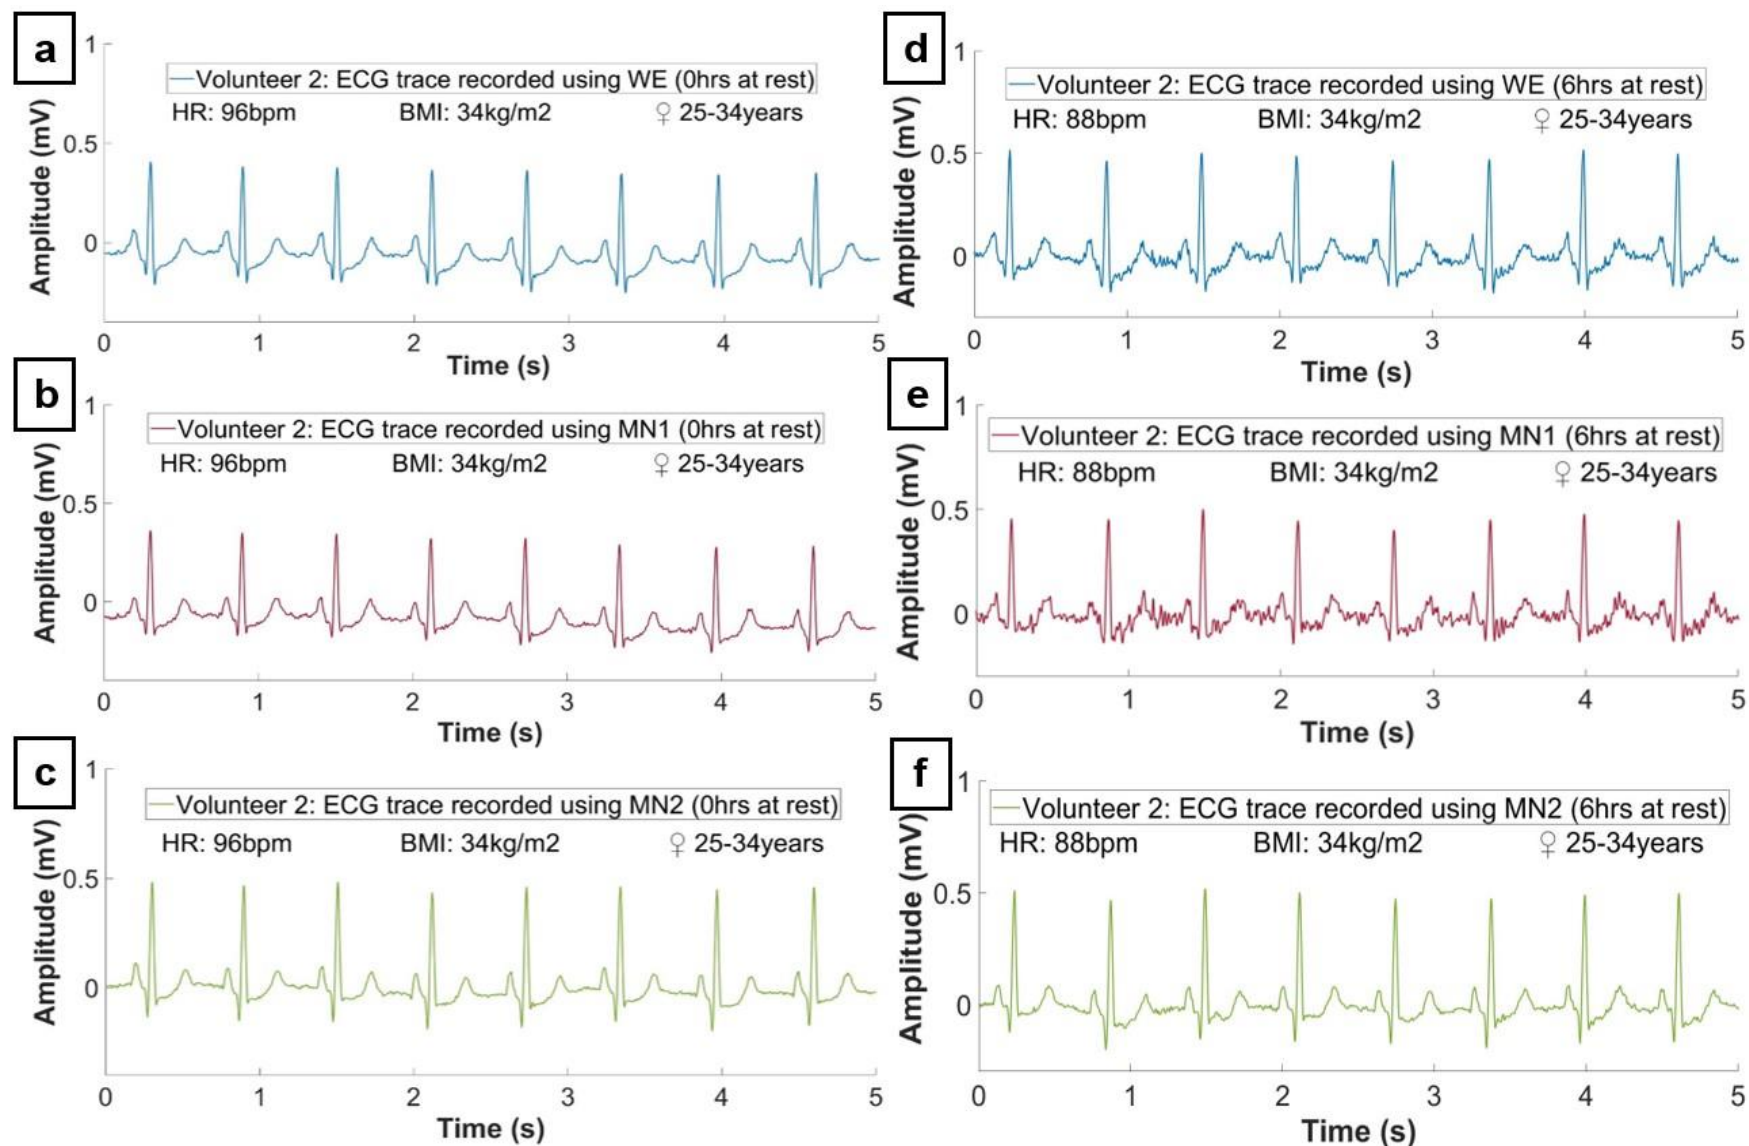 a
1
Volunteer 2: ECG trace recorded using WE (0hrs at rest)
HR: 96bpm BMI: 34kg/m2 ♀ 25-34years
0.5
0
Amplitude (mV)
0 1 2 3 4 5
Time (s)
b
1
Volunteer 2: ECG trace recorded using MN1 (0hrs at rest)
HR: 96bpm BMI: 34kg/m2 ♀ 25-34years
0.5
0
Amplitude (mV)
0 1 2 3 4 5
Time (s)
c
1
Volunteer 2: ECG trace recorded using MN2 (0hrs at rest)
HR: 96bpm BMI: 34kg/m2 ♀ 25-34years
0.5
0
Amplitude (mV)
0 1 2 3 4 5
Time (s)
d
1
Volunteer 2: ECG trace recorded using WE (6hrs at rest)
HR: 88bpm BMI: 34kg/m2 ♀ 25-34years
0.5
0
Amplitude (mV)
0 1 2 3 4 5
Time (s)
e
1
Volunteer 2: ECG trace recorded using MN1 (6hrs at rest)
HR: 88bpm BMI: 34kg/m2 ♀ 25-34years
0.5
0
Amplitude (mV)
0 1 2 3 4 5
Time (s)
f
1
Volunteer 2: ECG trace recorded using MN2 (6hrs at rest)
HR: 88bpm BMI: 34kg/m2 ♀ 25-34years
0.5
0
Amplitude (mV)
0 1 2 3 4 5
Time (s)